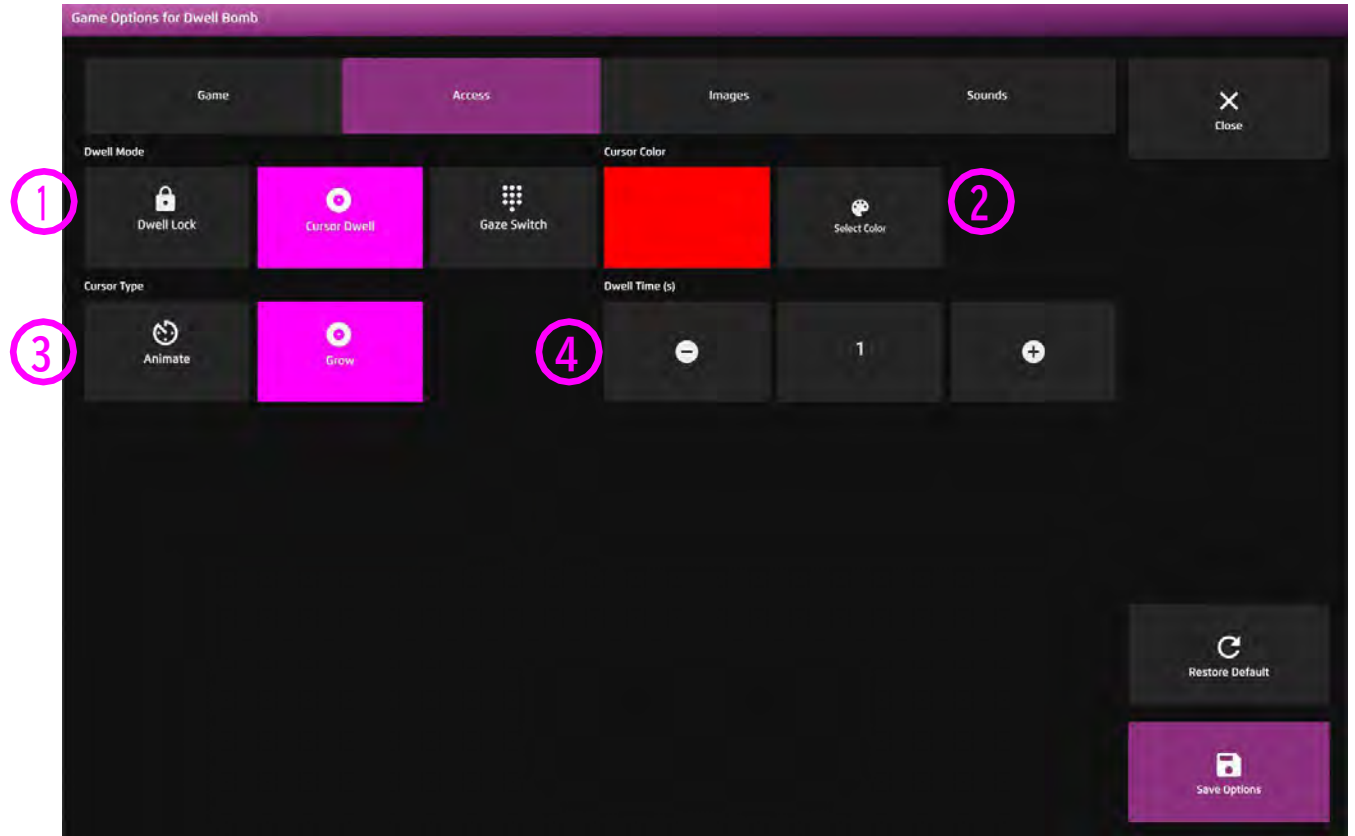 Game Options for Dwell Bomb
Game Access Images Sounds Close
Dwell Mode Cursor Color
1 Dwell Lock Cursor Dwell Gaze Switch Select Color 2
Cursor Type Dwell Time (s)
3 Animate Grow 4 1
Restore Default
Save Options